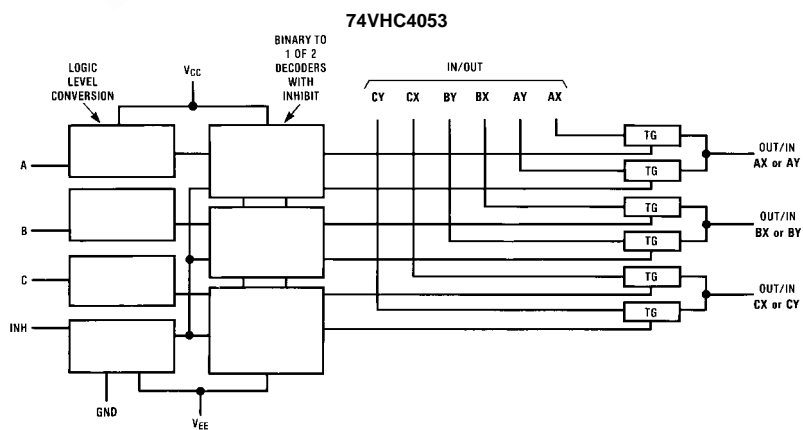 74VHC4053
LOGIC
LEVEL
CONVERSION
VCC
BINARY TO
1 OF 2
DECODERS
WITH
INHIBIT
IN/OUT
CY CX BY BX AY AX
A
B
C
INH
GND
VEE
TG
TG
TG
TG
TG
TG
OUT/IN
AX or AY
OUT/IN
BX or BY
OUT/IN
CX or CY